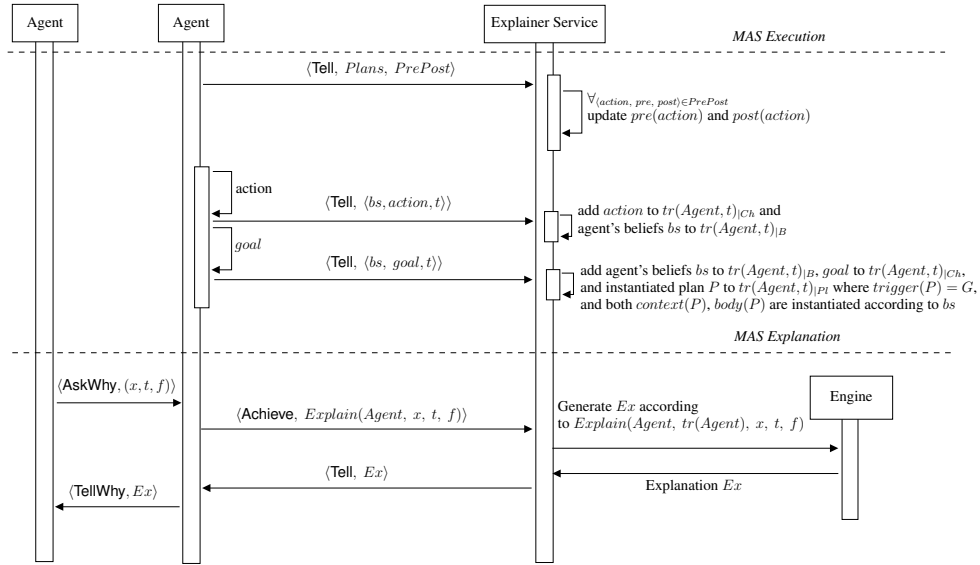 Agent
Agent
Explainer Service
MAS Execution
⟨Tell, Plans, PrePost⟩
∀⟨action, pre, post⟩∈PrePost
update pre(action) and post(action)
action
⟨Tell, ⟨bs,action,t⟩⟩
add action to tr(Agent,t)|Ch and
agent's beliefs bs to tr(Agent,t)|B
goal
⟨Tell, ⟨bs, goal,t⟩⟩
add agent's beliefs bs to tr(Agent,t)|B, goal to tr(Agent,t)|Ch,
and instantiated plan P to tr(Agent,t)|Pl where trigger(P) = G,
and both context(P), body(P) are instantiated according to bs
MAS Explanation
⟨AskWhy, (x,t,f)⟩
Engine
⟨Achieve, Explain(Agent, x, t, f)⟩
Generate Ex according
to Explain(Agent, tr(Agent), x, t, f)
⟨Tell, Ex⟩
Explanation Ex
⟨TellWhy, Ex⟩